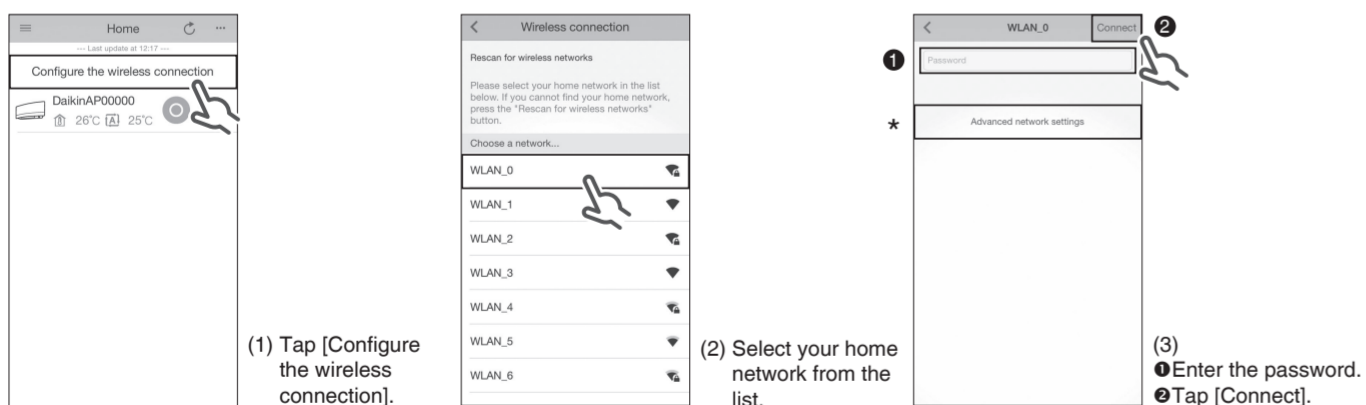 Home
--- Last update at 12:17 ---
Configure the wireless connection
DaikinAP00000
26°C A 25°C
(1) Tap [Configure
the wireless
connection].
Wireless connection
Rescan for wireless networks
Please select your home network in the list
below. If you cannot find your home network,
press the "Rescan for wireless networks"
button.
Choose a network...
WLAN_0
WLAN_1
WLAN_2
WLAN_3
WLAN_4
WLAN_5
WLAN_6
(2) Select your home
network from the
list.
WLAN_0 Connect ❷
❶ Password
* Advanced network settings
(3)
❶Enter the password.
❷Tap [Connect].